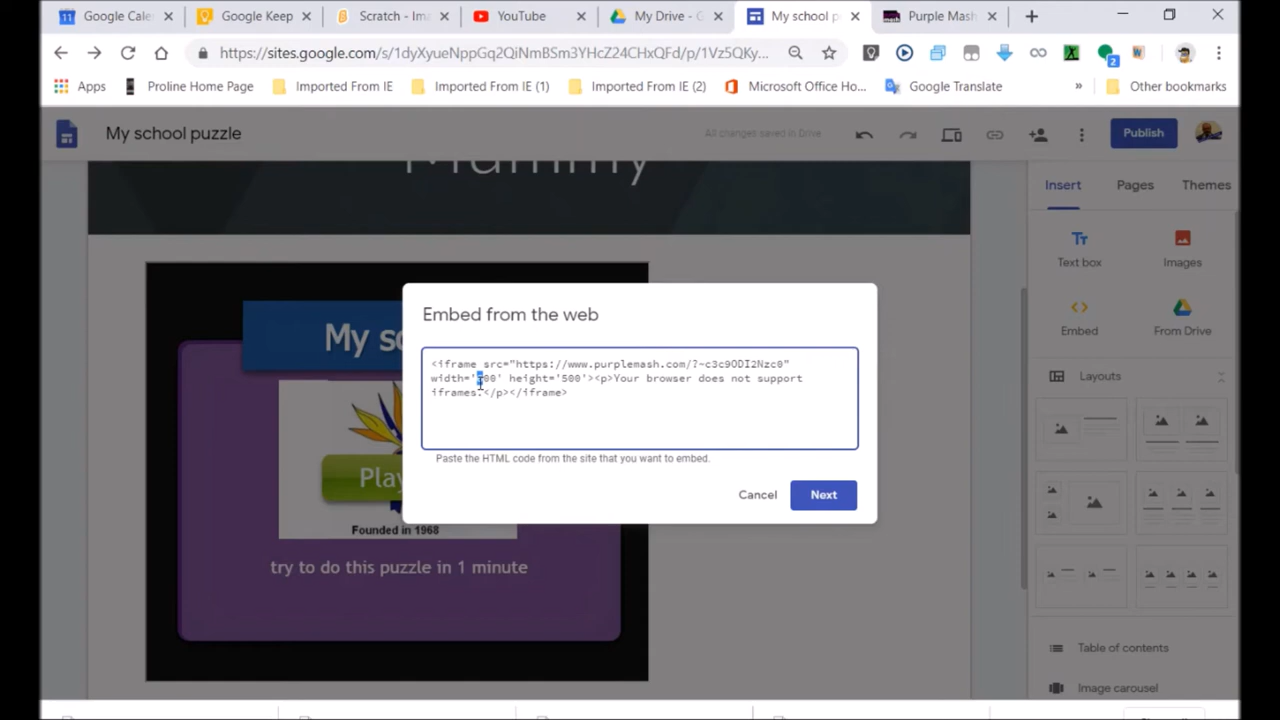 Google Cale
Google Keep
Scratch - Ima
YouTube
My Drive - G
My school p
Purple Mash
https://sites.google.com/s/1dyXyueNppGq2QiNmBSm3YHcZ24CHxQFd/p/1Vz5QKy...
2
Apps
Proline Home Page
Imported From IE
Imported From IE (1)
Imported From IE (2)
Microsoft Office Ho...
Google Translate
»
Other bookmarks
My school puzzle
All changes saved in Drive
Publish
Mummy
Insert
Pages
Themes
Text box
Images
Embed
From Drive
Layouts
Table of contents
Image carousel
My sc
Play
Founded in 1968
try to do this puzzle in 1 minute
Embed from the web
<iframe src="https://www.purplemash.com/?~c3c9ODI2Nzc0"
height='500'><p>Your browser does not support
iframes.</p></iframe>
Paste the HTML code from the site that you want to embed.
Cancel
Next